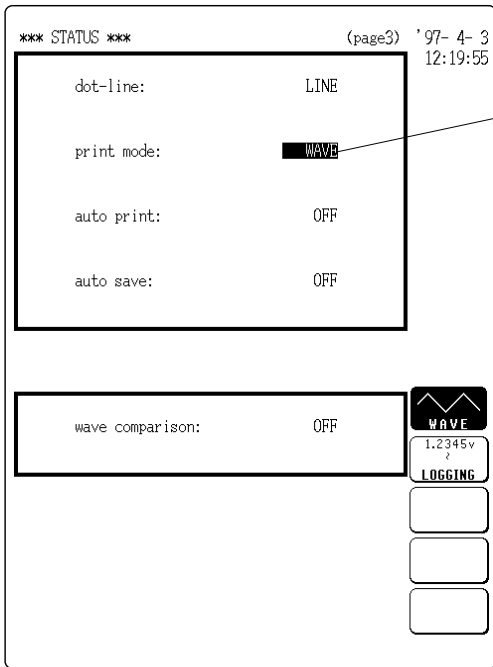 *** STATUS *** (page3) '97- 4- 3
12:19:55
dot-line: LINE
print mode: WAVE
auto print: OFF
auto save: OFF
wave comparison: OFF
WAVE
1.2345v
~
LOGGING